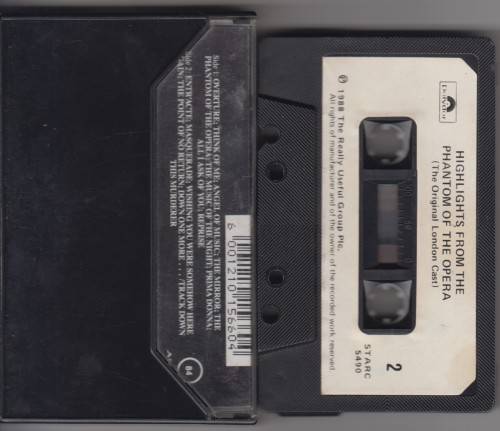 Side 1: OVERTURE; THINK OF ME; ANGEL OF MUSIC; THE MIRROR; THE
PHANTOM OF THE OPERA; THE MUSIC OF THE NIGHT; PRIMA DONNA;
ALL I ASK OF YOU; REPRISE
Side 2: ENTR'ACTE; MASQUERADE; WISHING YOU WERE SOMEHOW HERE
AGAIN; THE POINT OF NO RETURN; DOWN ONCE MORE . . . /TRACK DOWN
THIS MURDERER
6 001210 156604
84
Polydor
HIGHLIGHTS FROM THE
PHANTOM OF THE OPERA
(The Original London Cast)
℗ 1988 The Really Useful Group Plc.
All rights of manufacturer and of the owner of the recorded work reserved.
2
STARC
5490